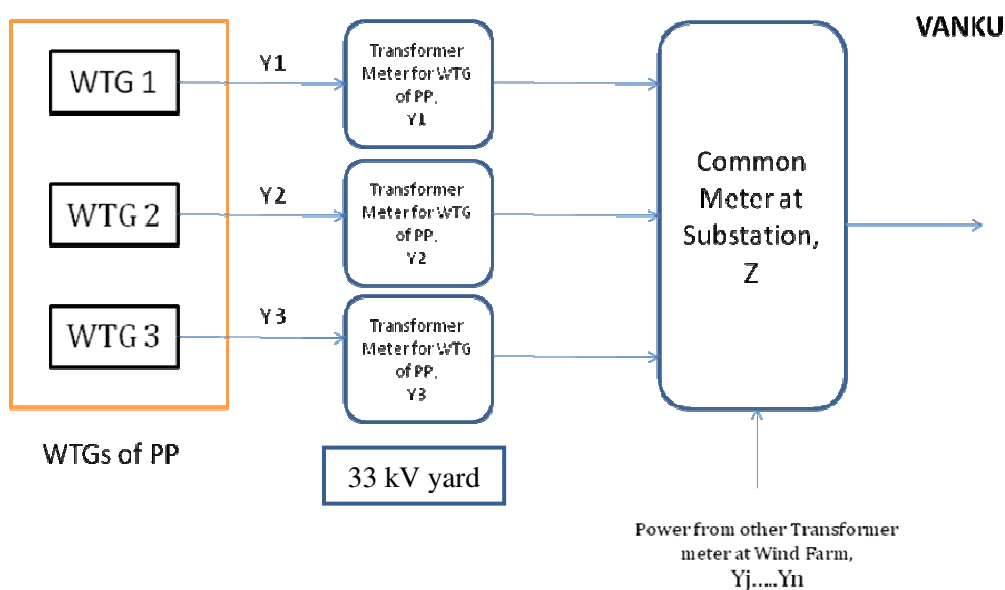 VANKU
WTG 1
Y1
Transformer
Meter for WTG
of PP,
Y1
WTG 2
Y2
Transformer
Meter for WTG
of PP,
Y2
WTG 3
Y3
Transformer
Meter for WTG
of PP,
Y3
Common
Meter at
Substation,
Z
WTGs of PP
33 kV yard
Power from other Transformer
meter at Wind Farm,
Yj.....Yn